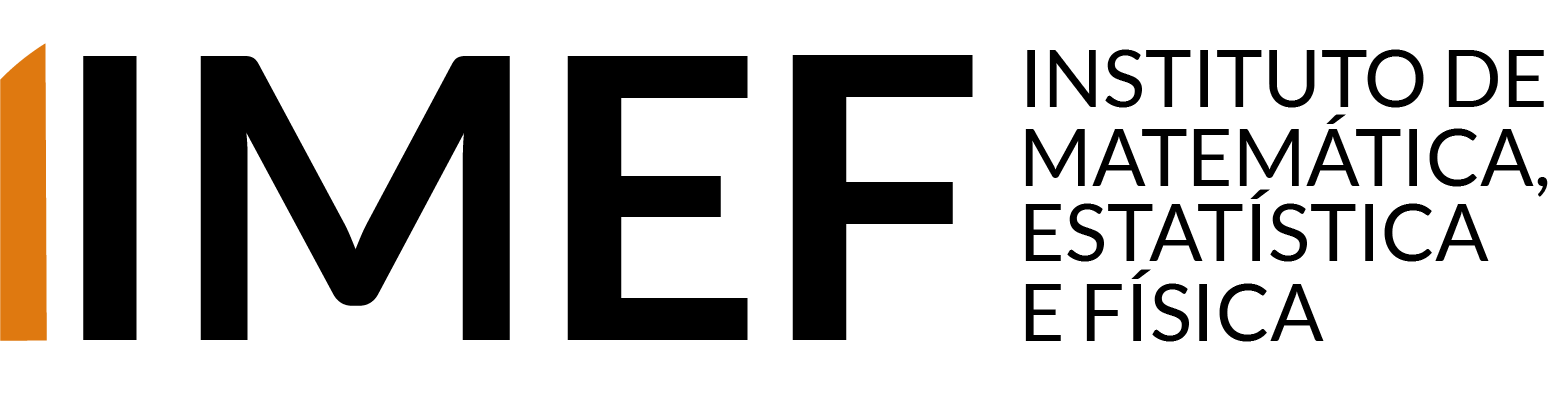 IMEF
INSTITUTO DE
MATEMÁTICA,
ESTATÍSTICA
E FÍSICA